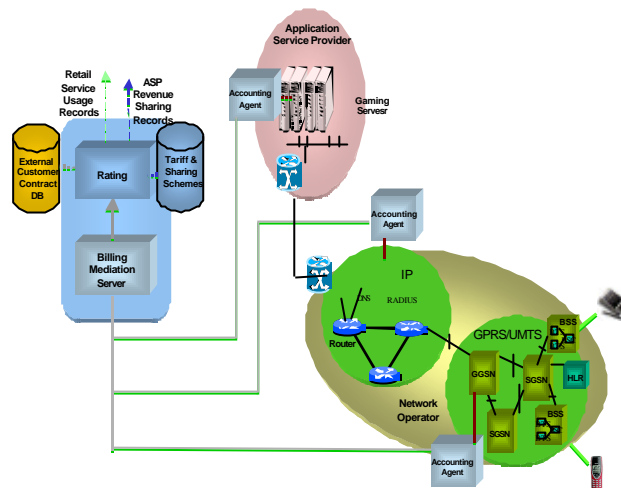 Application
Service Provider
Retail
Service
Usage
Records
ASP
Revenue
Sharing
Records
Accounting
Agent
Gaming
Servesr
External
Customer
Contract
DB
Rating
Tariff &
Sharing
Schemes
Accounting
Agent
Billing
Mediation
Server
IP
DNS
RADIUS
Router
GPRS/UMTS
BSS
GGSN
SGSN
HLR
Network
Operator
BSS
SGSN
Accounting
Agent